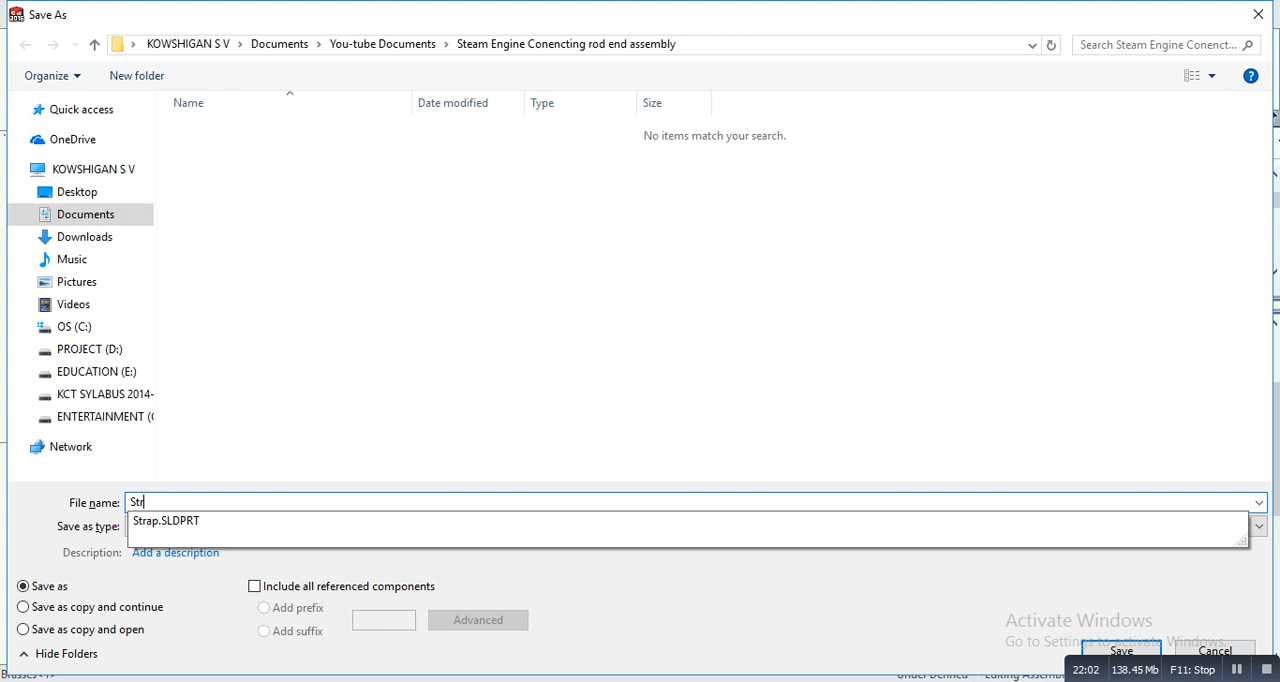 Save As
KOWSHIGAN S V > Documents > You-tube Documents > Steam Engine Conencting rod end assembly
Search Steam Engine Conenct...
Organize
New folder
Name
Date modified
Type
Size
No items match your search.
Quick access
OneDrive
KOWSHIGAN S V
Desktop
Documents
Downloads
Music
Pictures
Videos
OS (C:)
PROJECT (D:)
EDUCATION (E:)
KCT SYLABUS 2014-
ENTERTAINMENT (
Network
File name: Str
Strap.SLDPRT
Save as type:
Description: Add a description
Save as
Save as copy and continue
Save as copy and open
Include all referenced components
Add prefix
Add suffix
Advanced
Hide Folders
Activate Windows
Go to Settings to activate Windows.
Save
Cancel
22:02
138.45 Mb
F11: Stop
Under Defined